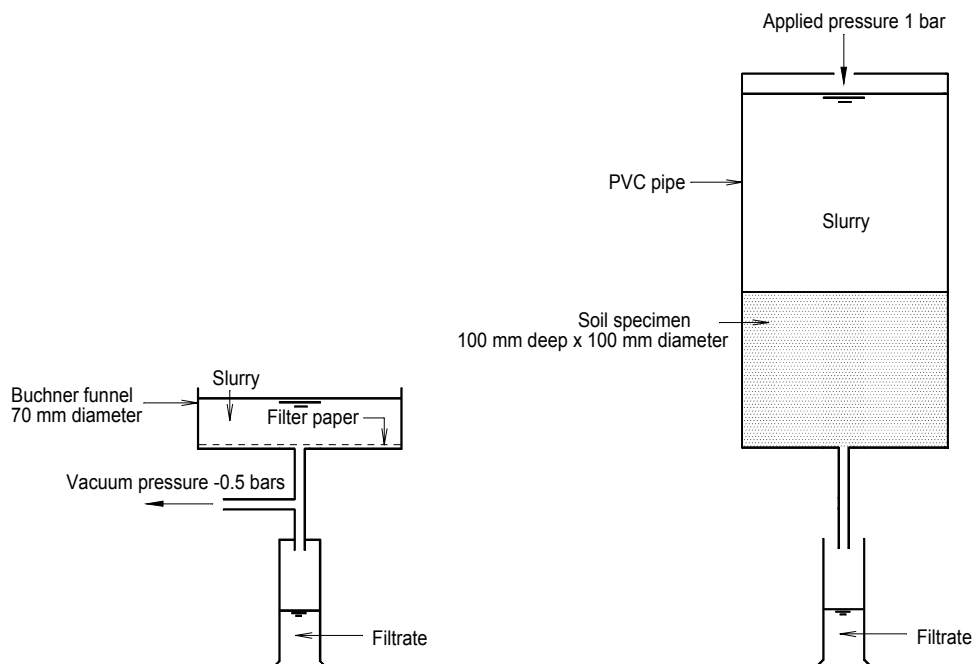 Applied pressure 1 bar
PVC pipe
Slurry
Soil specimen
100 mm deep x 100 mm diameter
Filtrate
Slurry
Buchner funnel
70 mm diameter
Filter paper
Vacuum pressure -0.5 bars
Filtrate